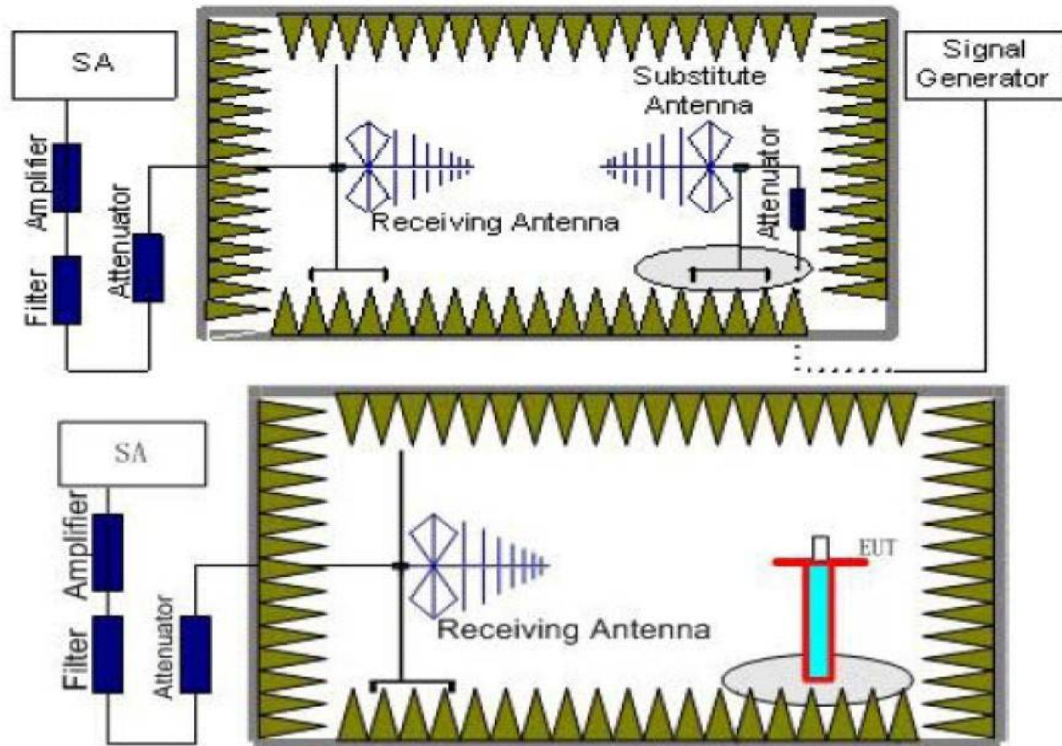 SA
Signal
Generator
Substitute
Antenna
Amplifier
Filter
Attenuator
Receiving Antenna
Attenuator
SA
Amplifier
Filter
Attenuator
Receiving Antenna
EUT